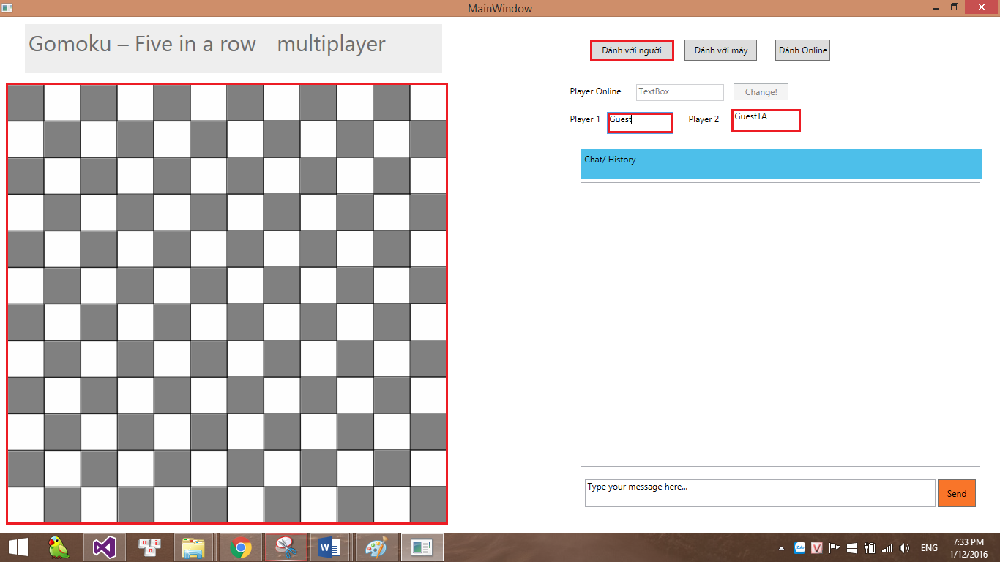 MainWindow
Gomoku – Five in a row - multiplayer
Đánh với người
Đánh với máy
Đánh Online
Player Online
TextBox
Change!
Player 1
Guest
Player 2
GuestTA
Chat/ History
Type your message here...
Send
unin
Zalo
V
ENG
7:33 PM
1/12/2016